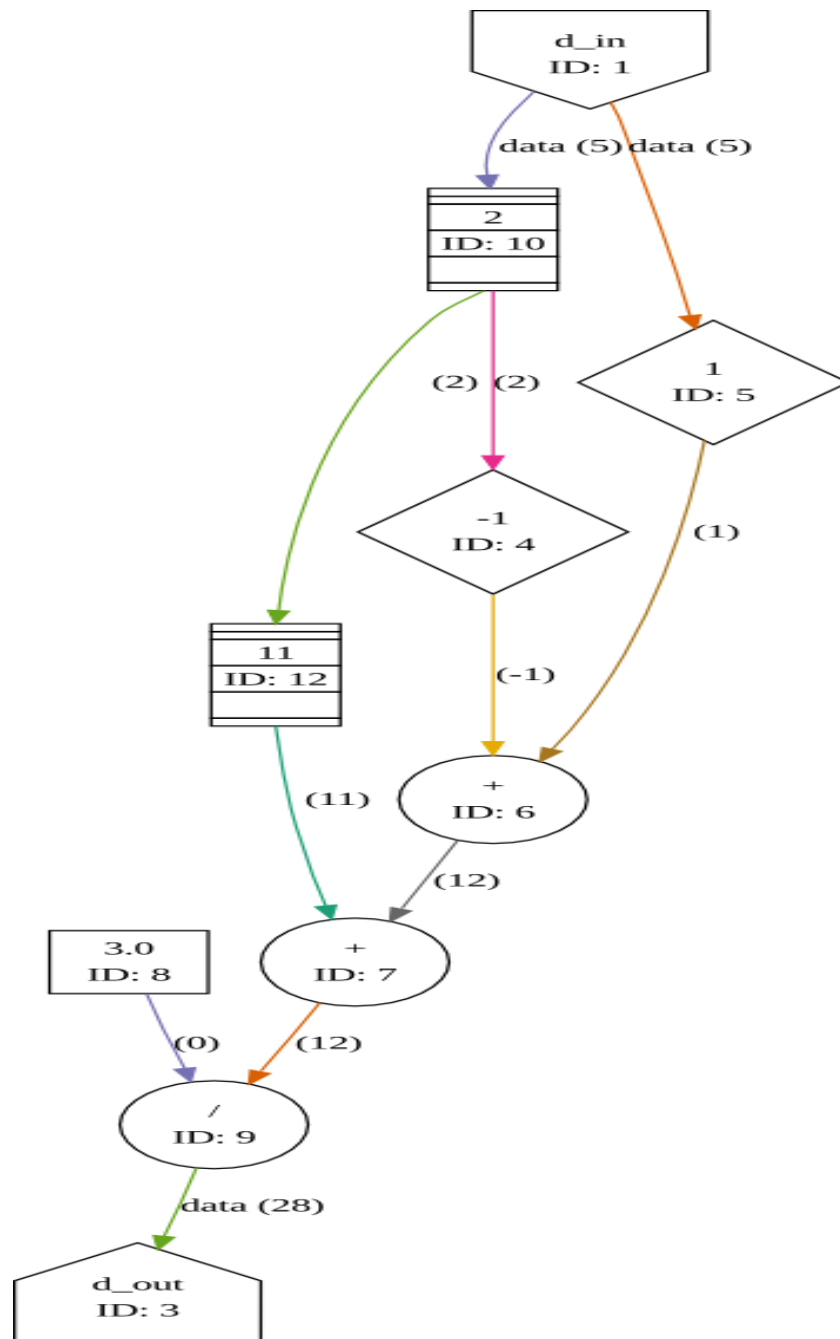 d_in
ID: 1
data (5)
data (5)
2
ID: 10
1
ID: 5
(2)
(2)
-1
ID: 4
(1)
11
ID: 12
(-1)
+
ID: 6
(11)
(12)
3.0
ID: 8
+
ID: 7
(0)
(12)
/
ID: 9
data (28)
d_out
ID: 3